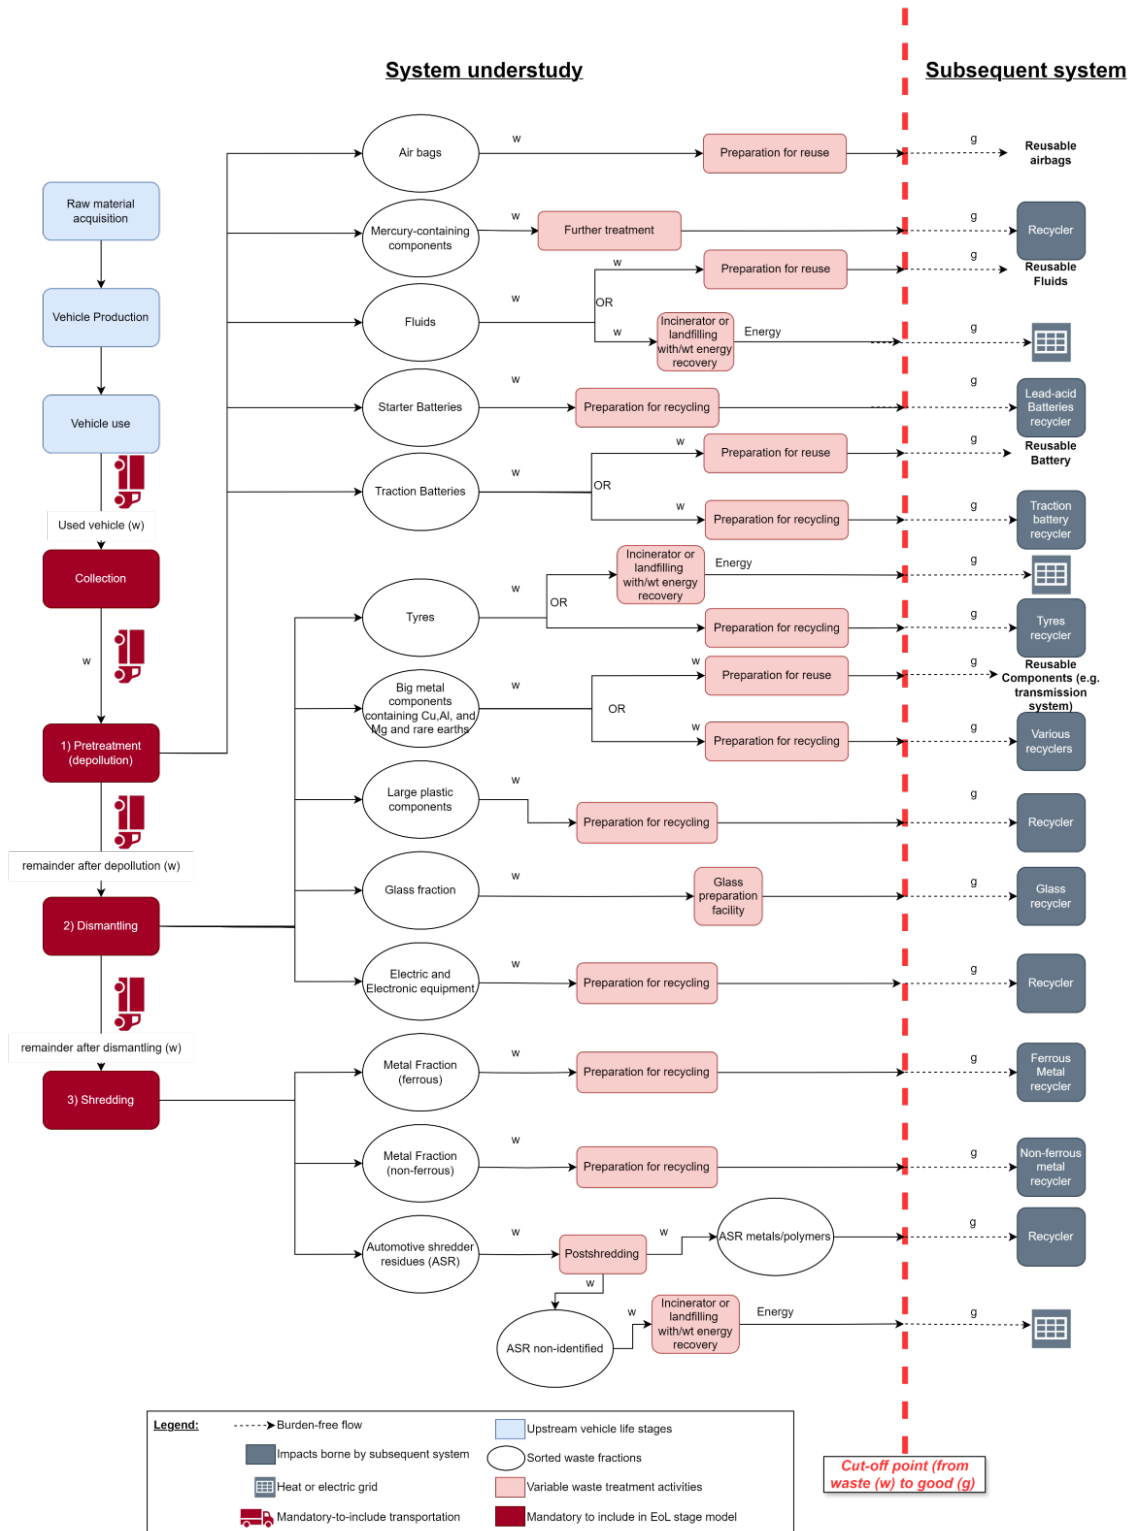 System understudy
Subsequent system
Air bags
w
Preparation for reuse
g
Reusable
airbags
Raw material
acquisition
Mercury-containing
components
w
Further treatment
g
Recycler
w
Preparation for reuse
g
Reusable
Fluids
Vehicle Production
Fluids
w
OR
w
Incinerator or
landfilling
with/wt energy
recovery
Energy
g
Vehicle use
Starter Batteries
w
Preparation for recycling
g
Lead-acid
Batteries
recycler
w
Preparation for reuse
g
Reusable
Battery
Traction Batteries
w
OR
w
Preparation for recycling
g
Traction
battery
recycler
Used vehicle (w)
Collection
Incinerator or
landfilling
with/wt energy
recovery
Energy
g
Tyres
w
OR
Preparation for recycling
g
Tyres
recycler
w
Big metal
components
containing Cu,Al, and
Mg and rare earths
w
OR
w
Preparation for reuse
g
Reusable
Components (e.g.
transmission
system)
w
Preparation for recycling
g
Various
recyclers
1) Pretreatment
(depollution)
Large plastic
components
w
Preparation for recycling
g
Recycler
remainder after depollution (w)
Glass fraction
w
Glass
preparation
facility
g
Glass
recycler
2) Dismantling
Electric and
Electronic equipment
w
Preparation for recycling
g
Recycler
remainder after dismantling (w)
Metal Fraction
(ferrous)
w
Preparation for recycling
g
Ferrous
Metal
recycler
3) Shredding
Metal Fraction
(non-ferrous)
w
Preparation for recycling
g
Non-ferrous
metal
recycler
Automotive shredder
residues (ASR)
w
Postshredding
w
ASR metals/polymers
g
Recycler
w
ASR non-identified
w
Incinerator or
landfilling
with/wt energy
recovery
Energy
g
Legend:
Burden-free flow
Upstream vehicle life stages
Impacts borne by subsequent system
Sorted waste fractions
Heat or electric grid
Variable waste treatment activities
Mandatory-to-include transportation
Mandatory to include in EoL stage model
Cut-off point (from
waste (w) to good (g)